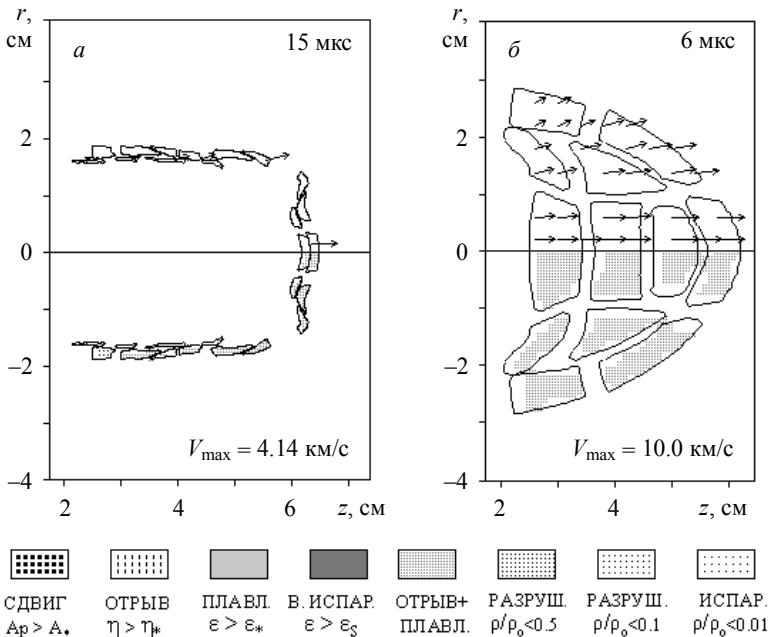 r,
см
а
15 мкс
2
0
–2
–4
V_max = 4.14 км/с
2
4
6
z, см
r,
см
б
6 мкс
2
0
–2
–4
V_max = 10.0 км/с
2
4
z, см
СДВИГ
Ap > A*
ОТРЫВ
η > η*
ПЛАВЛ.
ε > ε*
В. ИСПАР.
ε > εs
ОТРЫВ+
ПЛАВЛ.
РАЗРУШ.
ρ/ρo<0.5
РАЗРУШ.
ρ/ρo<0.1
ИСПАР.
ρ/ρo<0.01